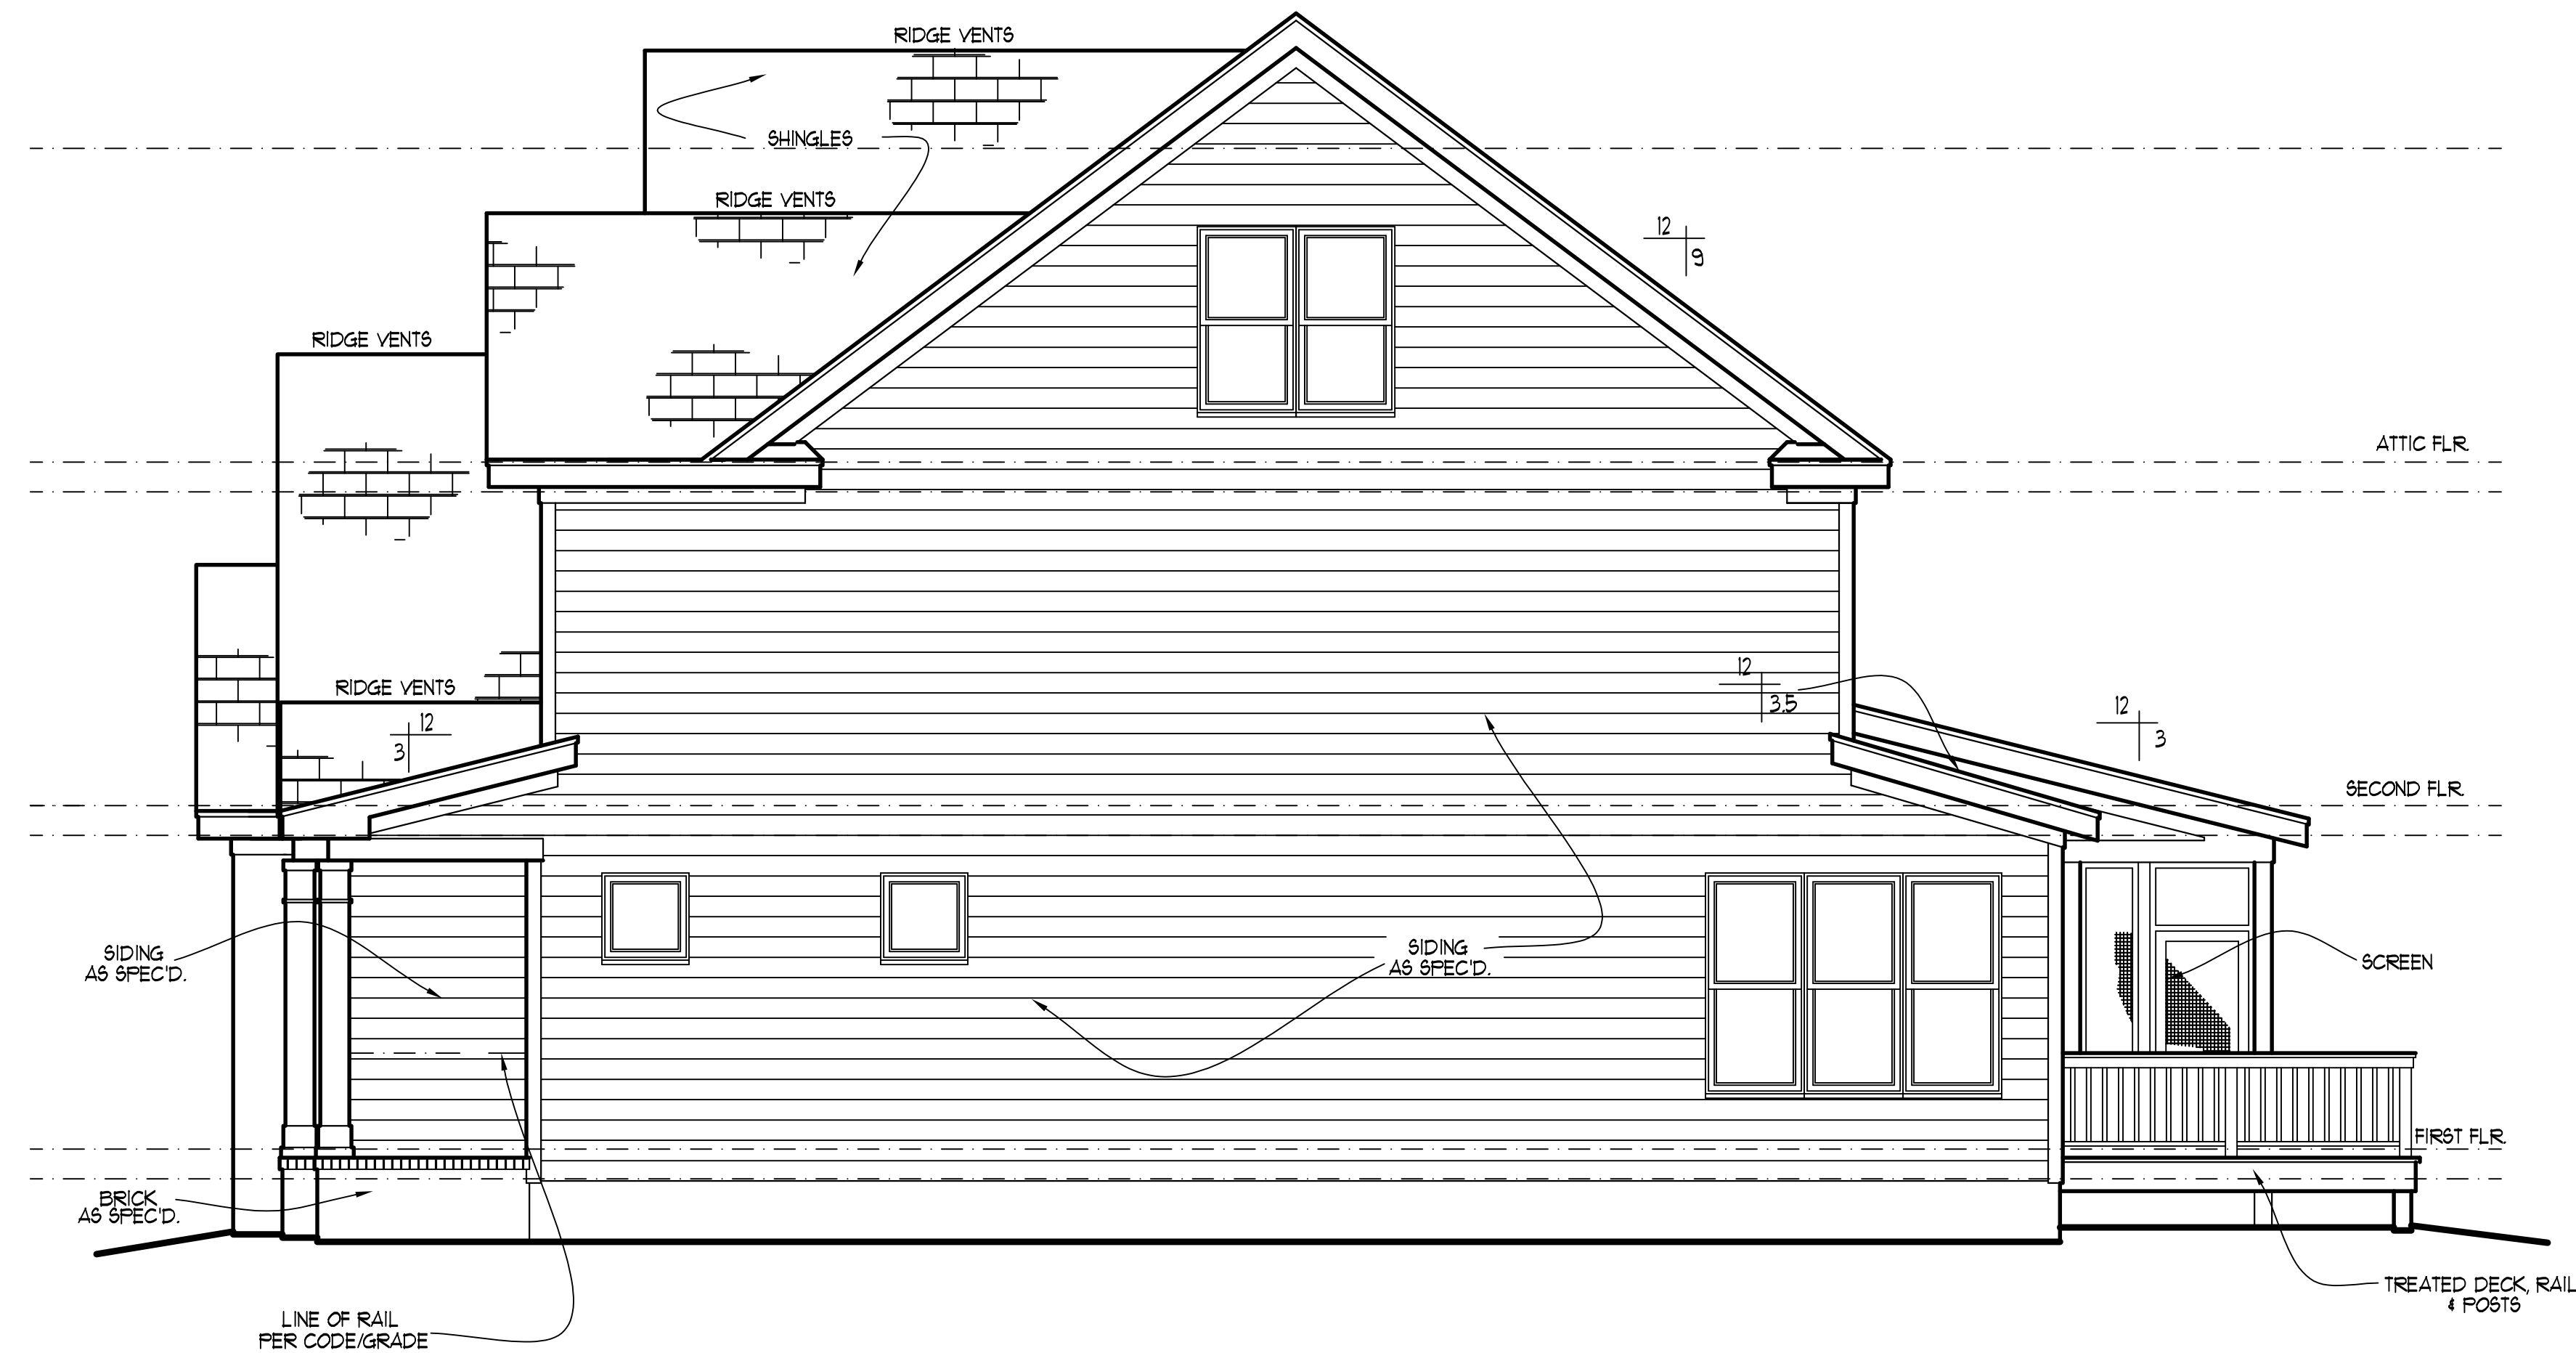 RIDGE VENTS
SHINGLES
RIDGE VENTS
12
9
RIDGE VENTS
ATTIC FLR.
12
3.5
RIDGE VENTS
12
3
12
3
SECOND FLR.
SIDING
AS SPEC'D.
SIDING
AS SPEC'D.
SCREEN
FIRST FLR.
BRICK
AS SPEC'D.
TREATED DECK, RAIL
& POSTS
LINE OF RAIL
PER CODE/GRADE